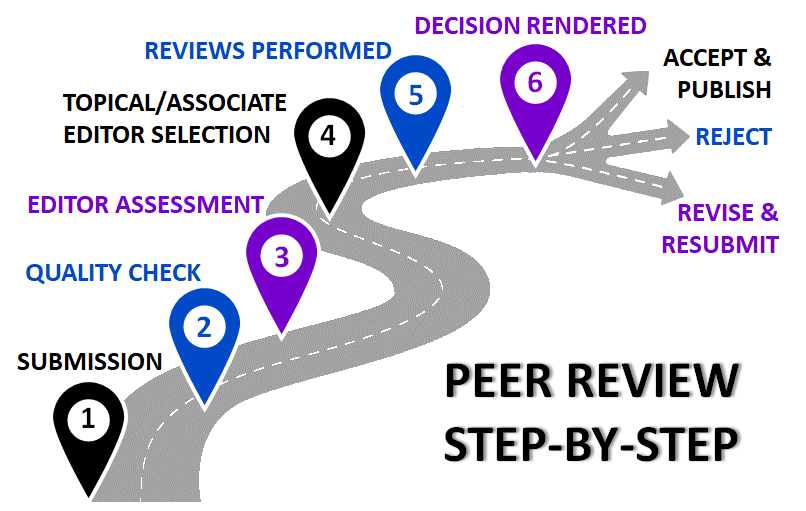 DECISION RENDERED
REVIEWS PERFORMED
ACCEPT &
PUBLISH
6
5
TOPICAL/ASSOCIATE
EDITOR SELECTION
4
REJECT
EDITOR ASSESSMENT
REVISE &
RESUBMIT
3
QUALITY CHECK
2
SUBMISSION
1
PEER REVIEW
STEP-BY-STEP